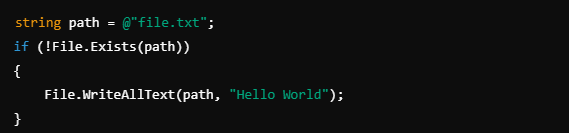 string path = @"file.txt";
if (!File.Exists(path))
{
    File.WriteAllText(path, "Hello World");
}